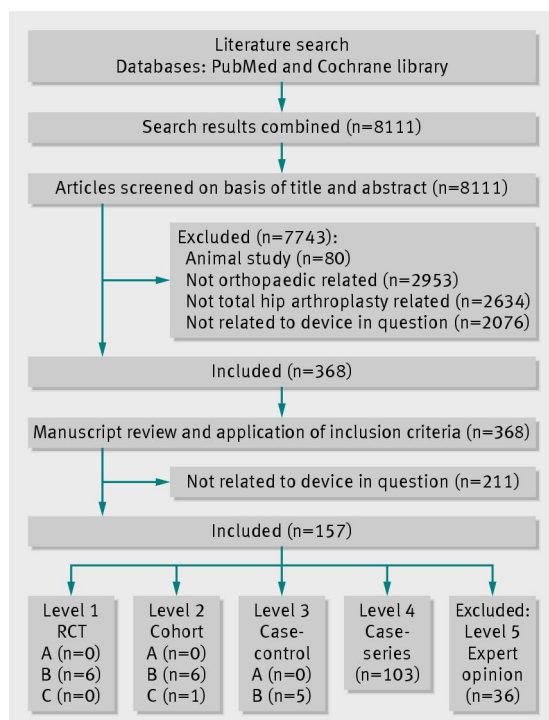 Literature search
Databases: PubMed and Cochrane library
Search results combined (n=8111)
Articles screened on basis of title and abstract (n=8111)
Excluded (n=7743):
Animal study (n=80)
Not orthopaedic related (n=2953)
Not total hip arthroplasty related (n=2634)
Not related to device in question (n=2076)
Included (n=368)
Manuscript review and application of inclusion criteria (n=368)
Not related to device in question (n=211)
Included (n=157)
Level 1
RCT
A (n=0)
B (n=6)
C (n=0)
Level 2
Cohort
A (n=0)
B (n=6)
C (n=1)
Level 3
Case-
control
A (n=0)
B (n=5)
Level 4
Case-
series
(n=103)
Excluded:
Level 5
Expert
opinion
(n=36)